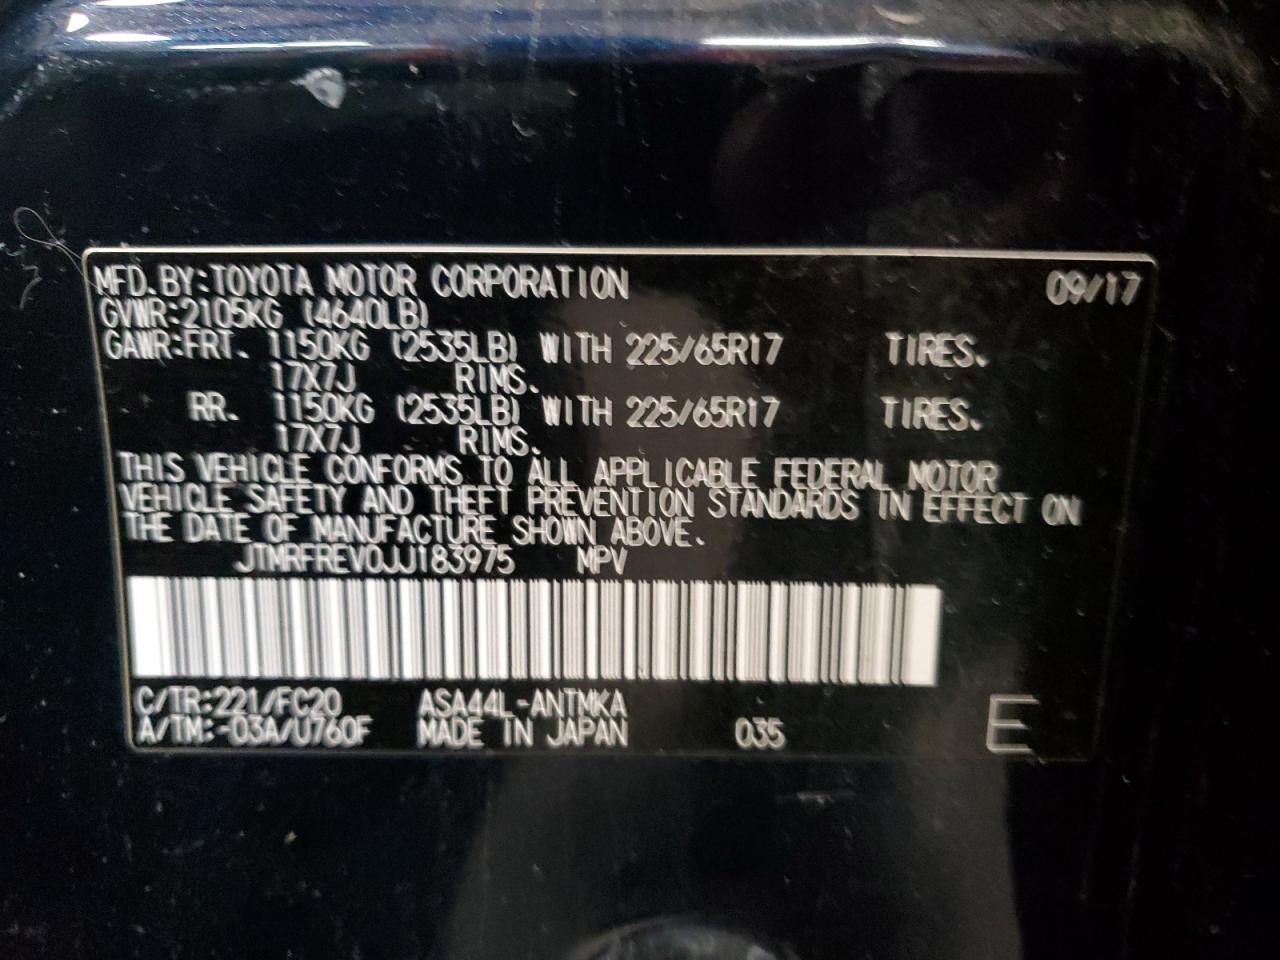 MFD.BY:TOYOTA MOTOR CORPORATION 09/17
GVWR:2105KG (4640LB)
GAWR:FRT. 1150KG (2535LB) WITH 225/65R17 TIRES.
17X7J RIMS.
RR. 1150KG (2535LB) WITH 225/65R17 TIRES.
17X7J RIMS.
THIS VEHICLE CONFORMS TO ALL APPLICABLE FEDERAL MOTOR
VEHICLE SAFETY AND THEFT PREVENTION STANDARDS IN EFFECT ON
THE DATE OF MANUFACTURE SHOWN ABOVE.
JTMRFREV0JJ183975 MPV
C/TR:221/FC20 ASA44L-ANTMKA
A/TM:-03A/U760F MADE IN JAPAN 035 E